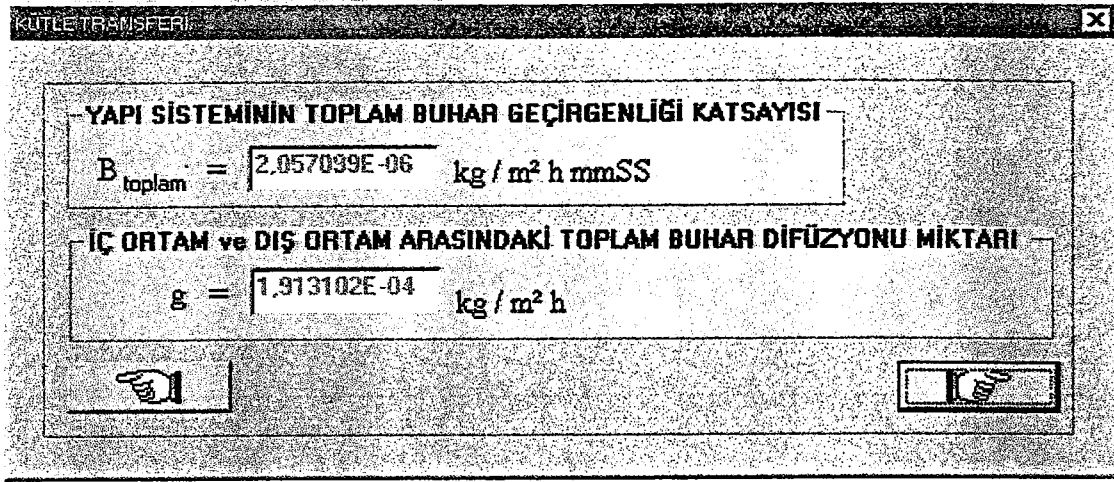 KÜTLE TRANSFERİ
YAPI SİSTEMİNİN TOPLAM BUHAR GEÇİRGENLİĞİ KATSAYISI
B toplam = 2,057099E-06 kg / m² h mmSS
İÇ ORTAM ve DIŞ ORTAM ARASINDAKİ TOPLAM BUHAR DİFÜZYONU MİKTARI
g = 1,913102E-04 kg / m² h